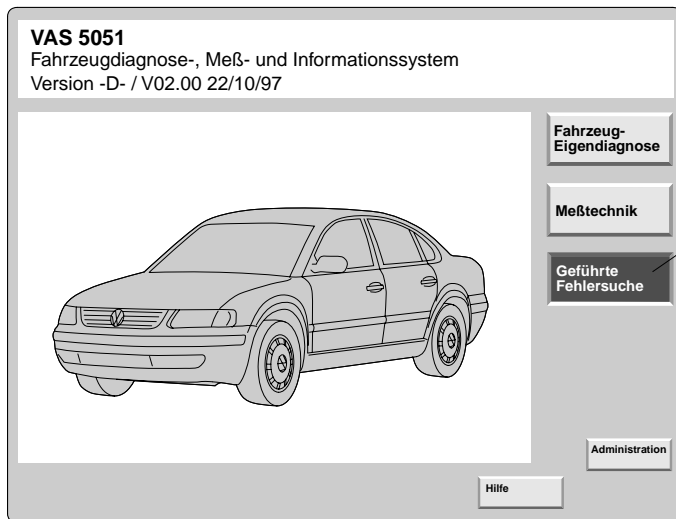 VAS 5051
Fahrzeugdiagnose-, Meß- und Informationssystem
Version -D- / V02.00 22/10/97
Fahrzeug-
Eigendiagnose
Meßtechnik
Geführte
Fehlersuche
Administration
Hilfe